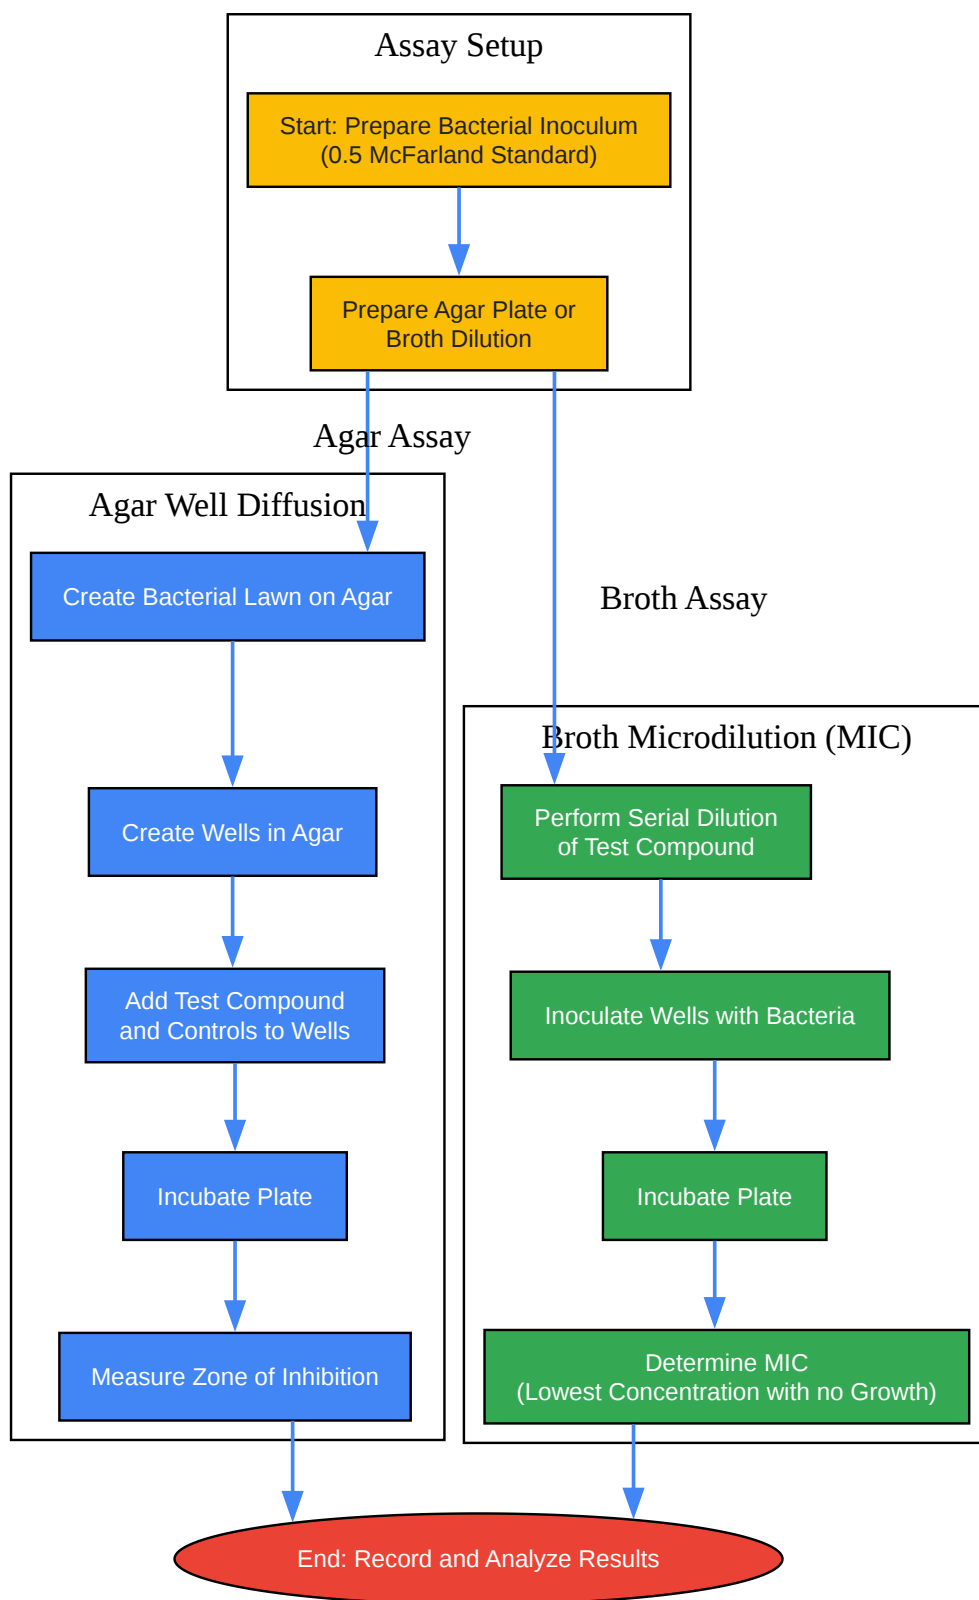 Assay Setup
Start: Prepare Bacterial Inoculum
(0.5 McFarland Standard)
Prepare Agar Plate or
Broth Dilution
Agar Assay
Agar Well Diffusion
Create Bacterial Lawn on Agar
Create Wells in Agar
Add Test Compound
and Controls to Wells
Incubate Plate
Measure Zone of Inhibition
Broth Assay
Broth Microdilution (MIC)
Perform Serial Dilution
of Test Compound
Inoculate Wells with Bacteria
Incubate Plate
Determine MIC
(Lowest Concentration with no Growth)
End: Record and Analyze Results